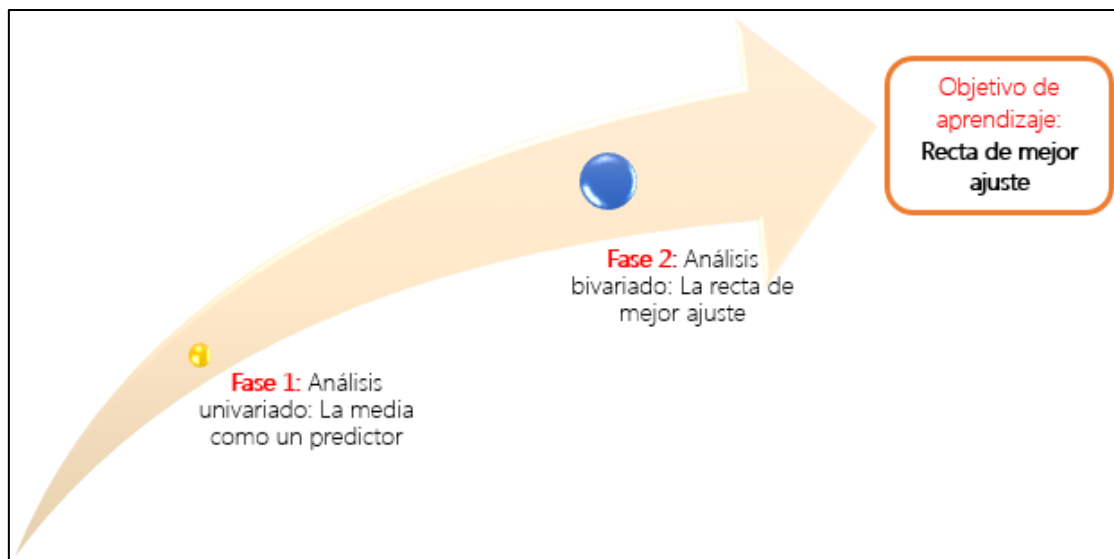 Objetivo de
aprendizaje:
Recta de mejor
ajuste
Fase 2: Análisis
bivariado: La recta de
mejor ajuste
Fase 1: Análisis
univariado: La media
como un predictor